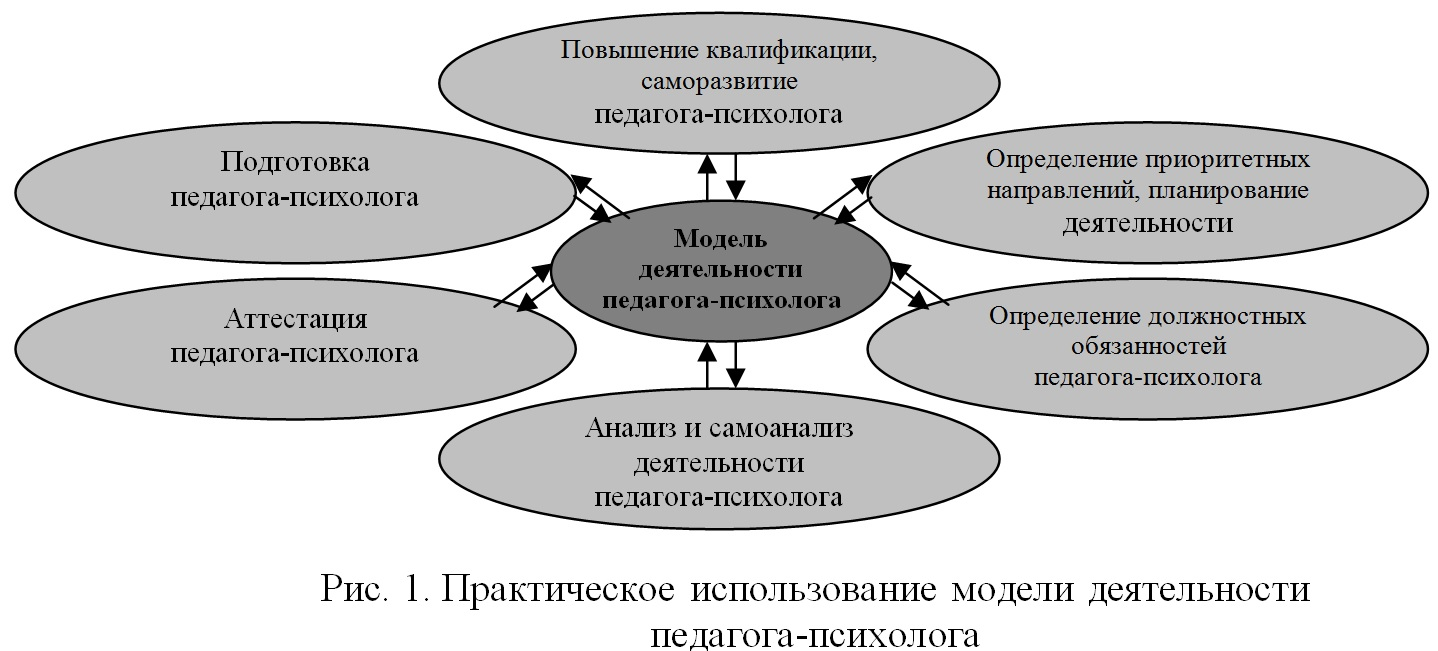 Повышение квалификации,
саморазвитие
педагога-психолога
Подготовка
педагога-психолога
Определение приоритетных
направлений, планирование
деятельности
Модель
деятельности
педагога-психолога
Аттестация
педагога-психолога
Определение должностных
обязанностей
педагога-психолога
Анализ и самоанализ
деятельности
педагога-психолога
Рис. 1. Практическое использование модели деятельности
педагога-психолога